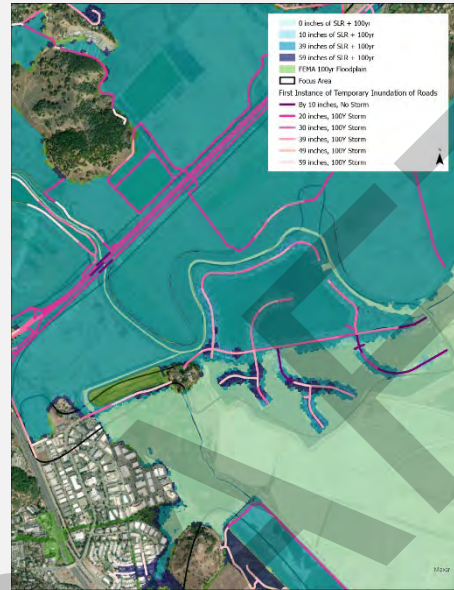 0 inches of SLR + 100yr
10 inches of SLR + 100yr
39 inches of SLR + 100yr
59 inches of SLR + 100yr
FEMA 100yr Floodplain
Focus Area
First Instance of Temporary Inundation of Roads
By 10 inches, No Storm
20 inches, 100Y Storm
30 inches, 100Y Storm
39 inches, 100Y Storm
49 inches, 100Y Storm
59 inches, 100Y Storm
Maxar